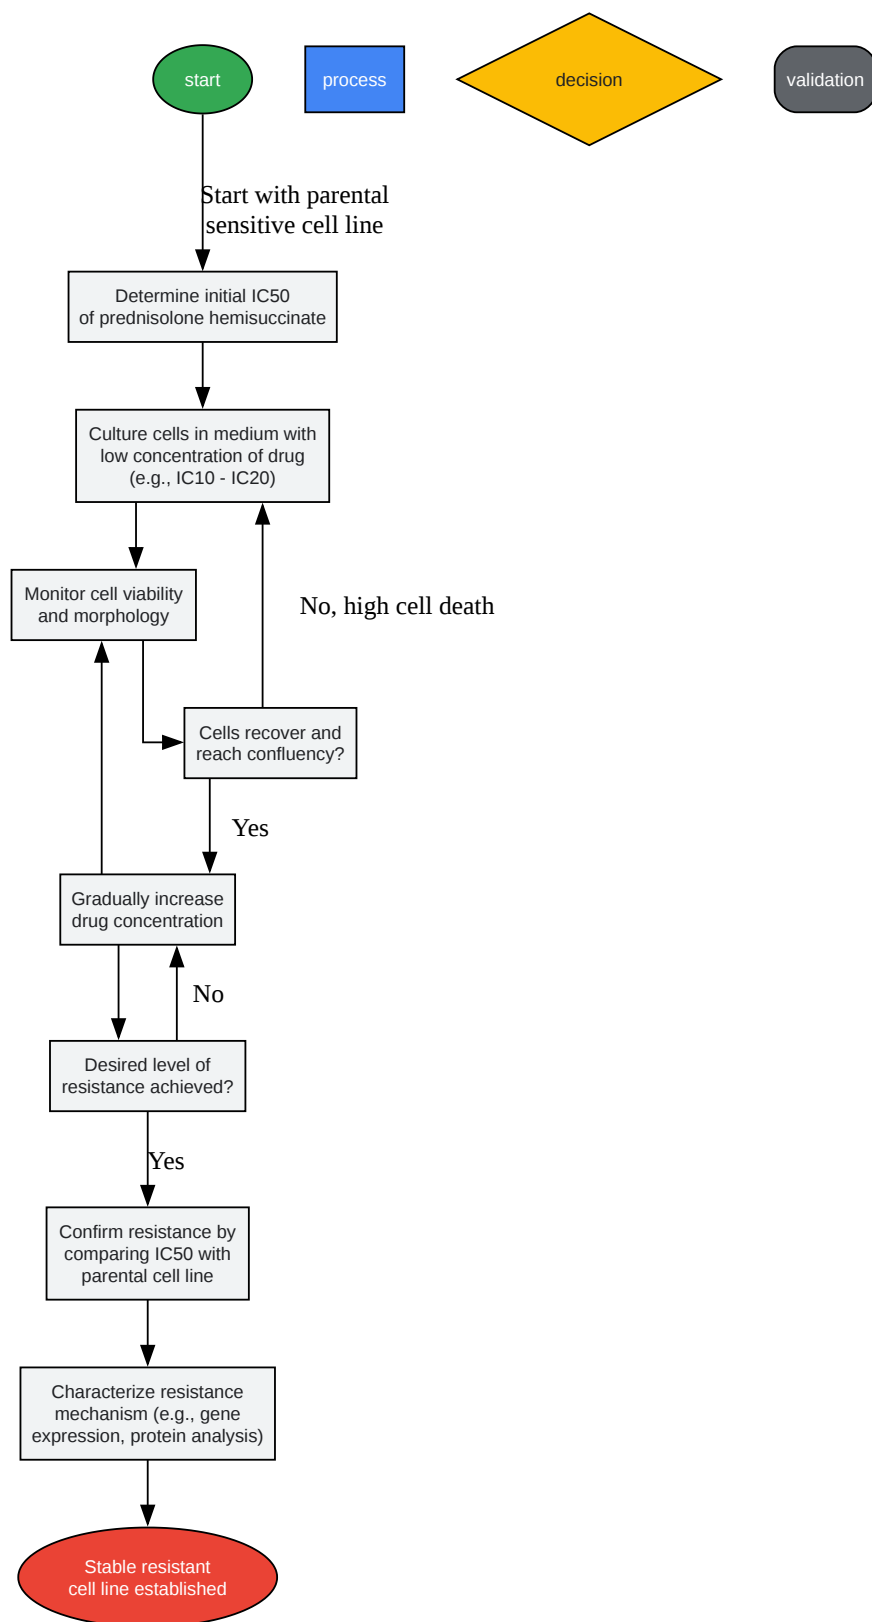 start
process
decision
validation
Start with parental
sensitive cell line
Determine initial IC50
of prednisolone hemisuccinate
Culture cells in medium with
low concentration of drug
(e.g., IC10 - IC20)
Monitor cell viability
and morphology
No, high cell death
Cells recover and
reach confluency?
Yes
Gradually increase
drug concentration
No
Desired level of
resistance achieved?
Yes
Confirm resistance by
comparing IC50 with
parental cell line
Characterize resistance
mechanism (e.g., gene
expression, protein analysis)
Stable resistant
cell line established